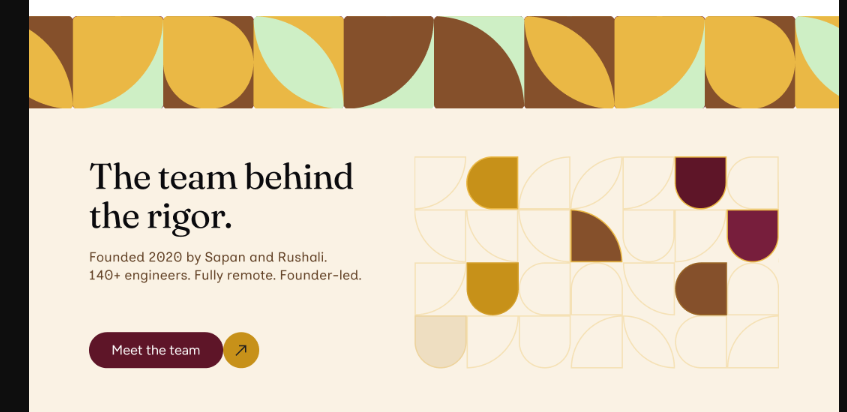 The team behind
the rigor.
Founded 2020 by Sapan and Rushali.
140+ engineers. Fully remote. Founder-led.
Meet the team